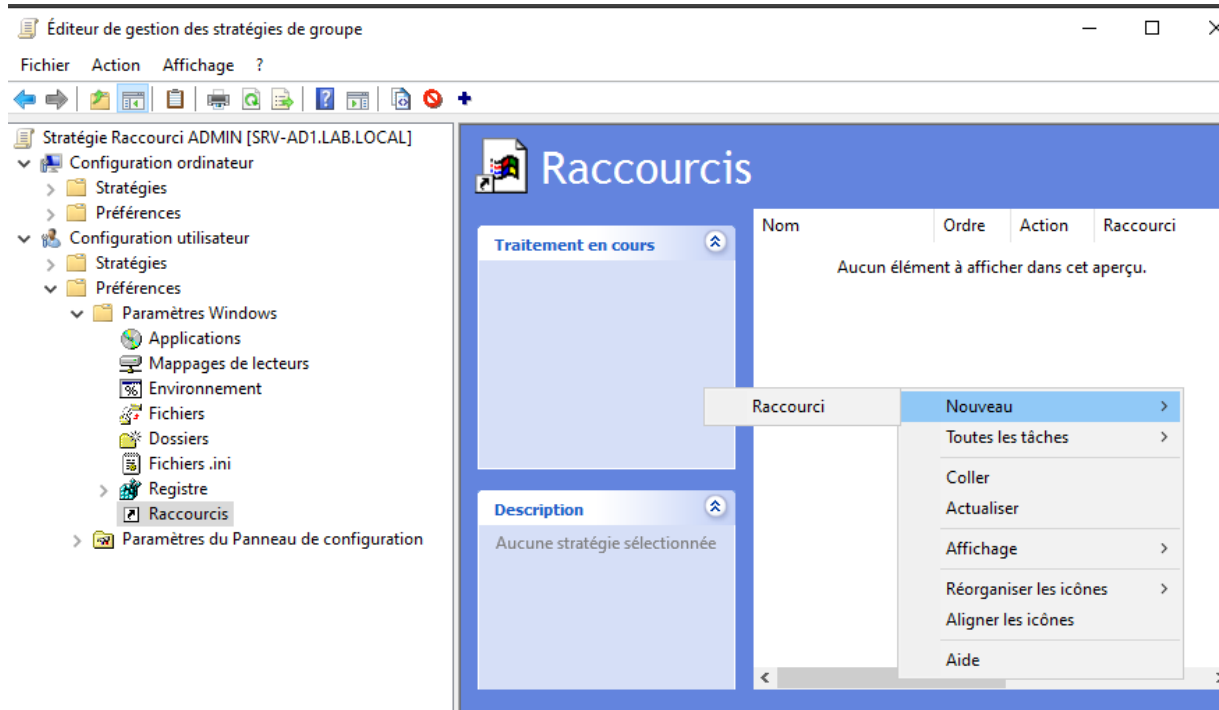 Éditeur de gestion des stratégies de groupe
Fichier Action Affichage ?
Stratégie Raccourci ADMIN [SRV-AD1.LAB.LOCAL]
Configuration ordinateur
Stratégies
Préférences
Configuration utilisateur
Stratégies
Préférences
Paramètres Windows
Applications
Mappages de lecteurs
Environnement
Fichiers
Dossiers
Fichiers .ini
Registre
Raccourcis
Paramètres du Panneau de configuration
Raccourcis
Traitement en cours
Description
Aucune stratégie sélectionnée
Nom Ordre Action Raccourci
Aucun élément à afficher dans cet aperçu.
Raccourci
Nouveau
Toutes les tâches
Coller
Actualiser
Affichage
Réorganiser les icônes
Aligner les icônes
Aide